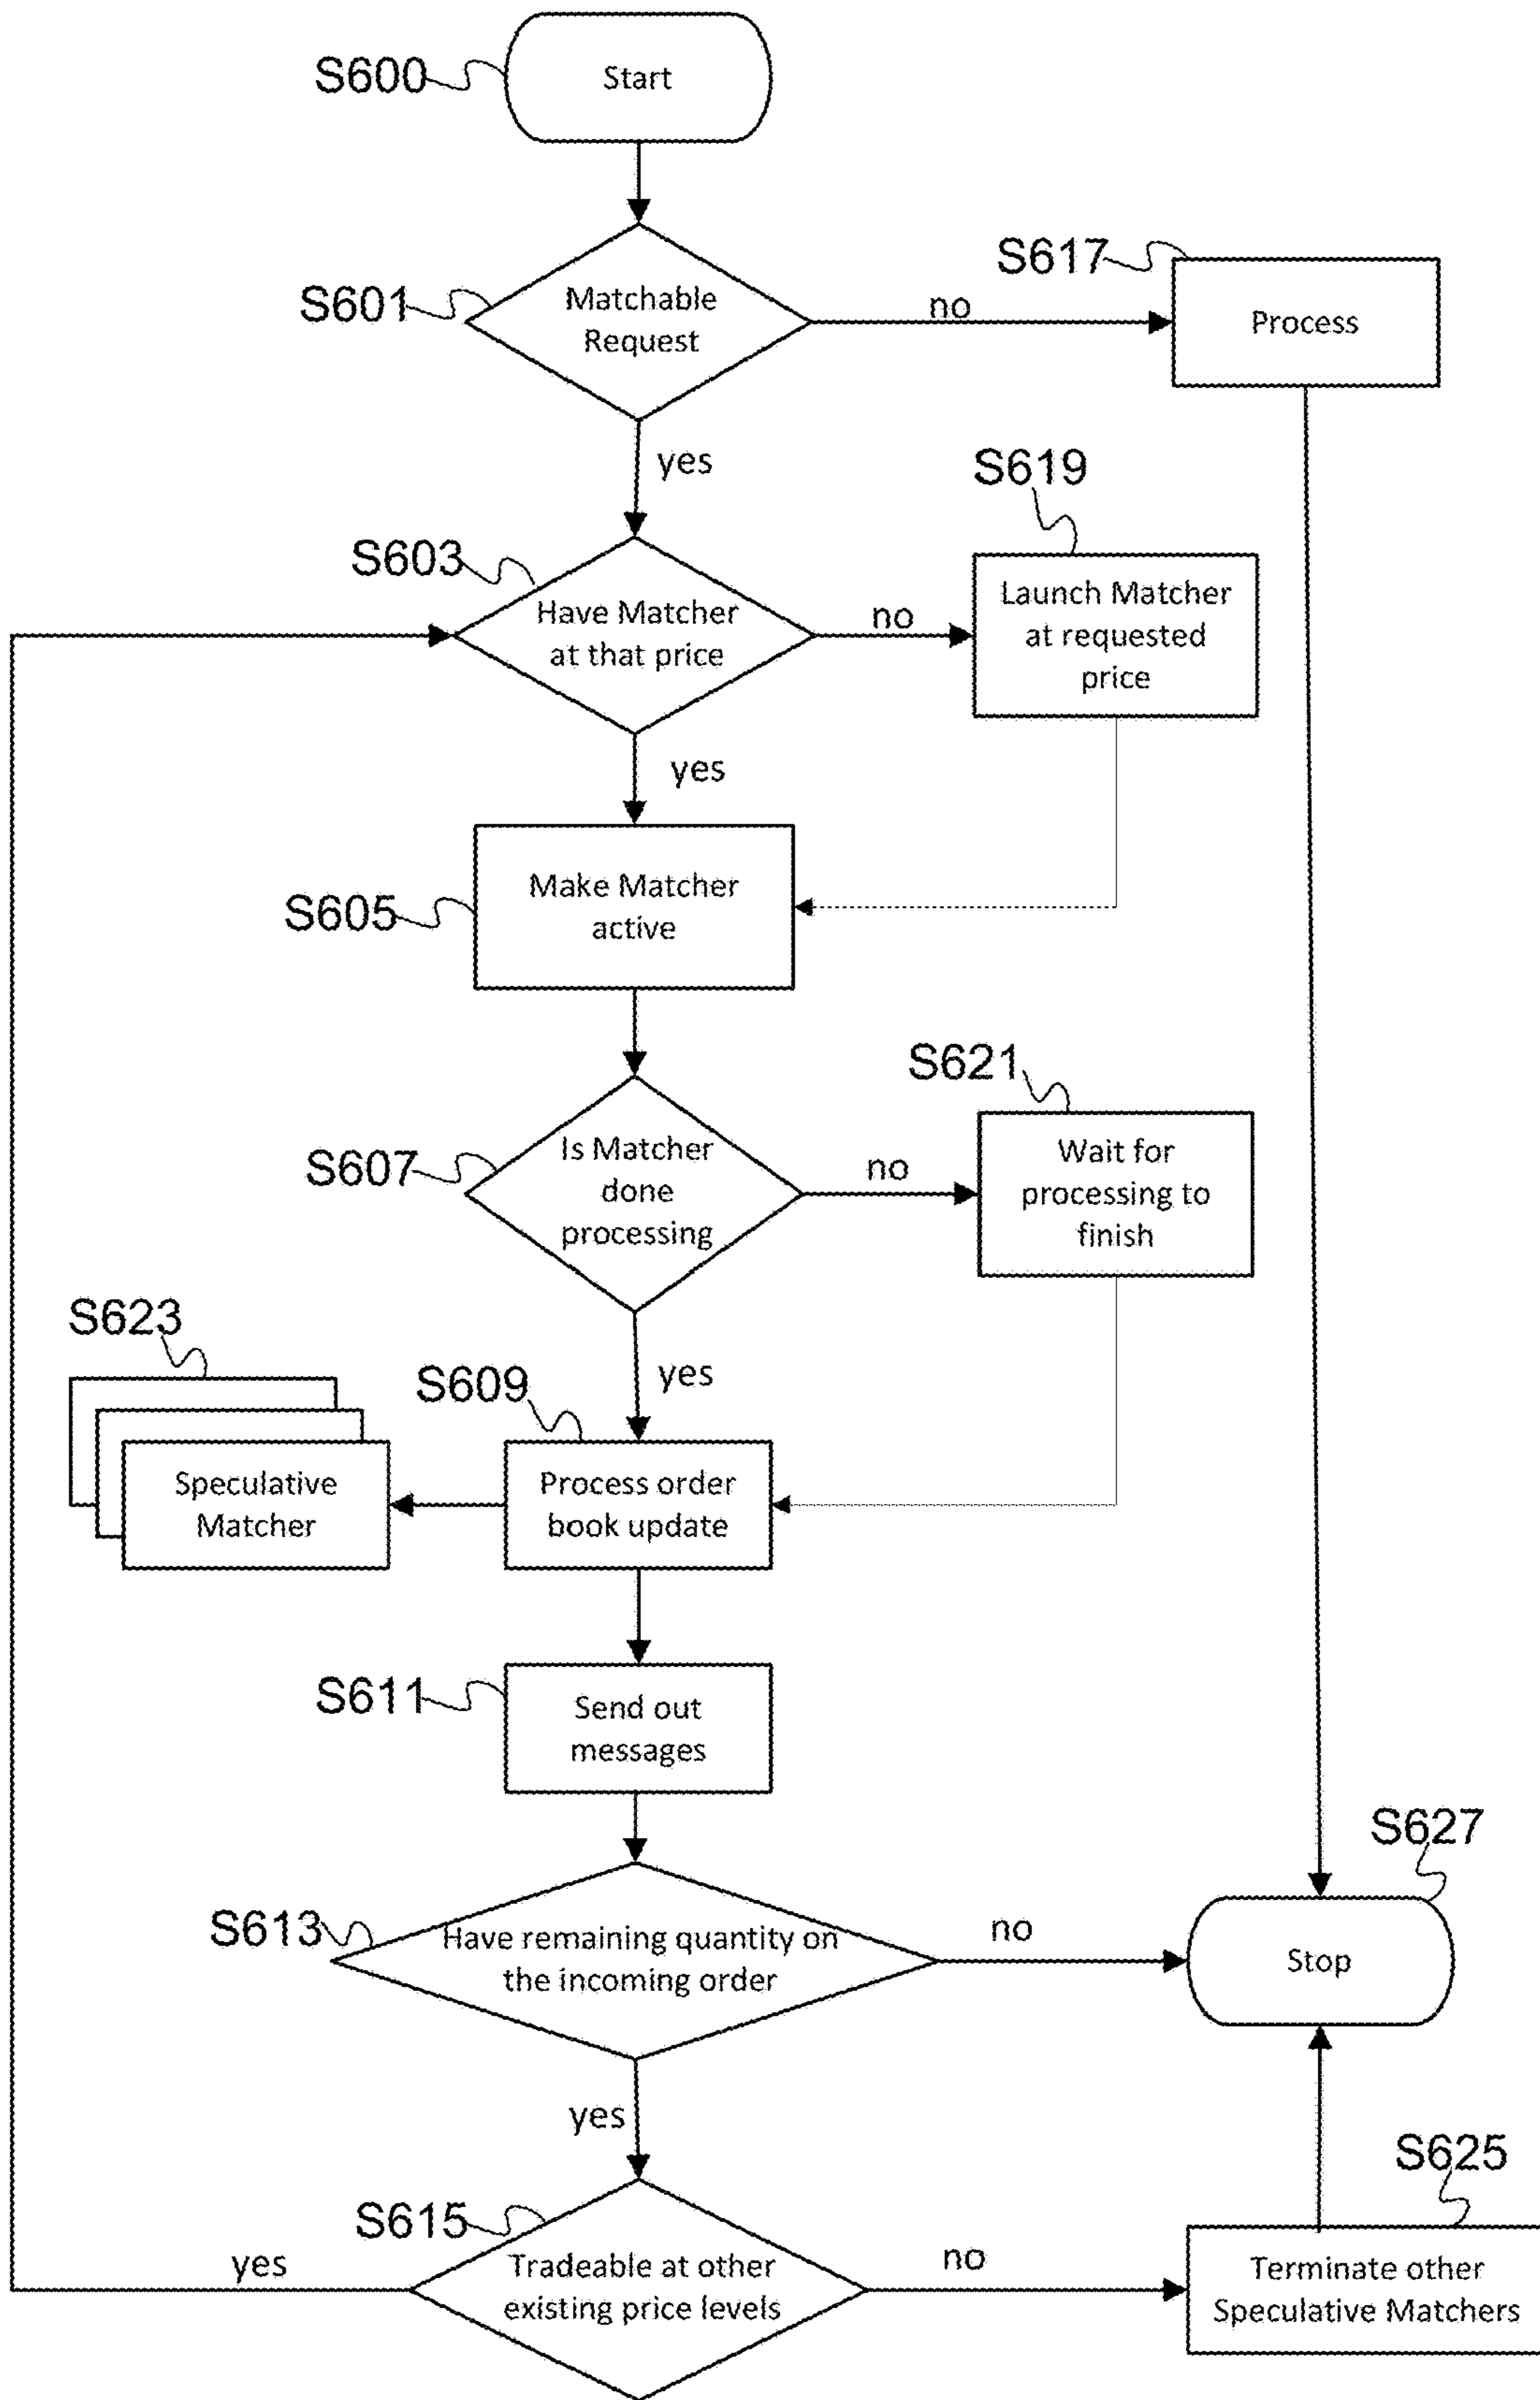 S600
Start
S601
Matchable
Request
no
S617
Process
yes
S619
S603
Have Matcher
at that price
no
Launch Matcher
at requested
price
yes
S605
Make Matcher
active
S621
S607
Is Matcher
done
processing
no
Wait for
processing to
finish
S623
yes
S609
Speculative
Matcher
Process order
book update
S611
Send out
messages
S627
S613
Have remaining quantity on
the incoming order
no
Stop
yes
S625
S615
yes
Tradeable at other
existing price levels
no
Terminate other
Speculative Matchers